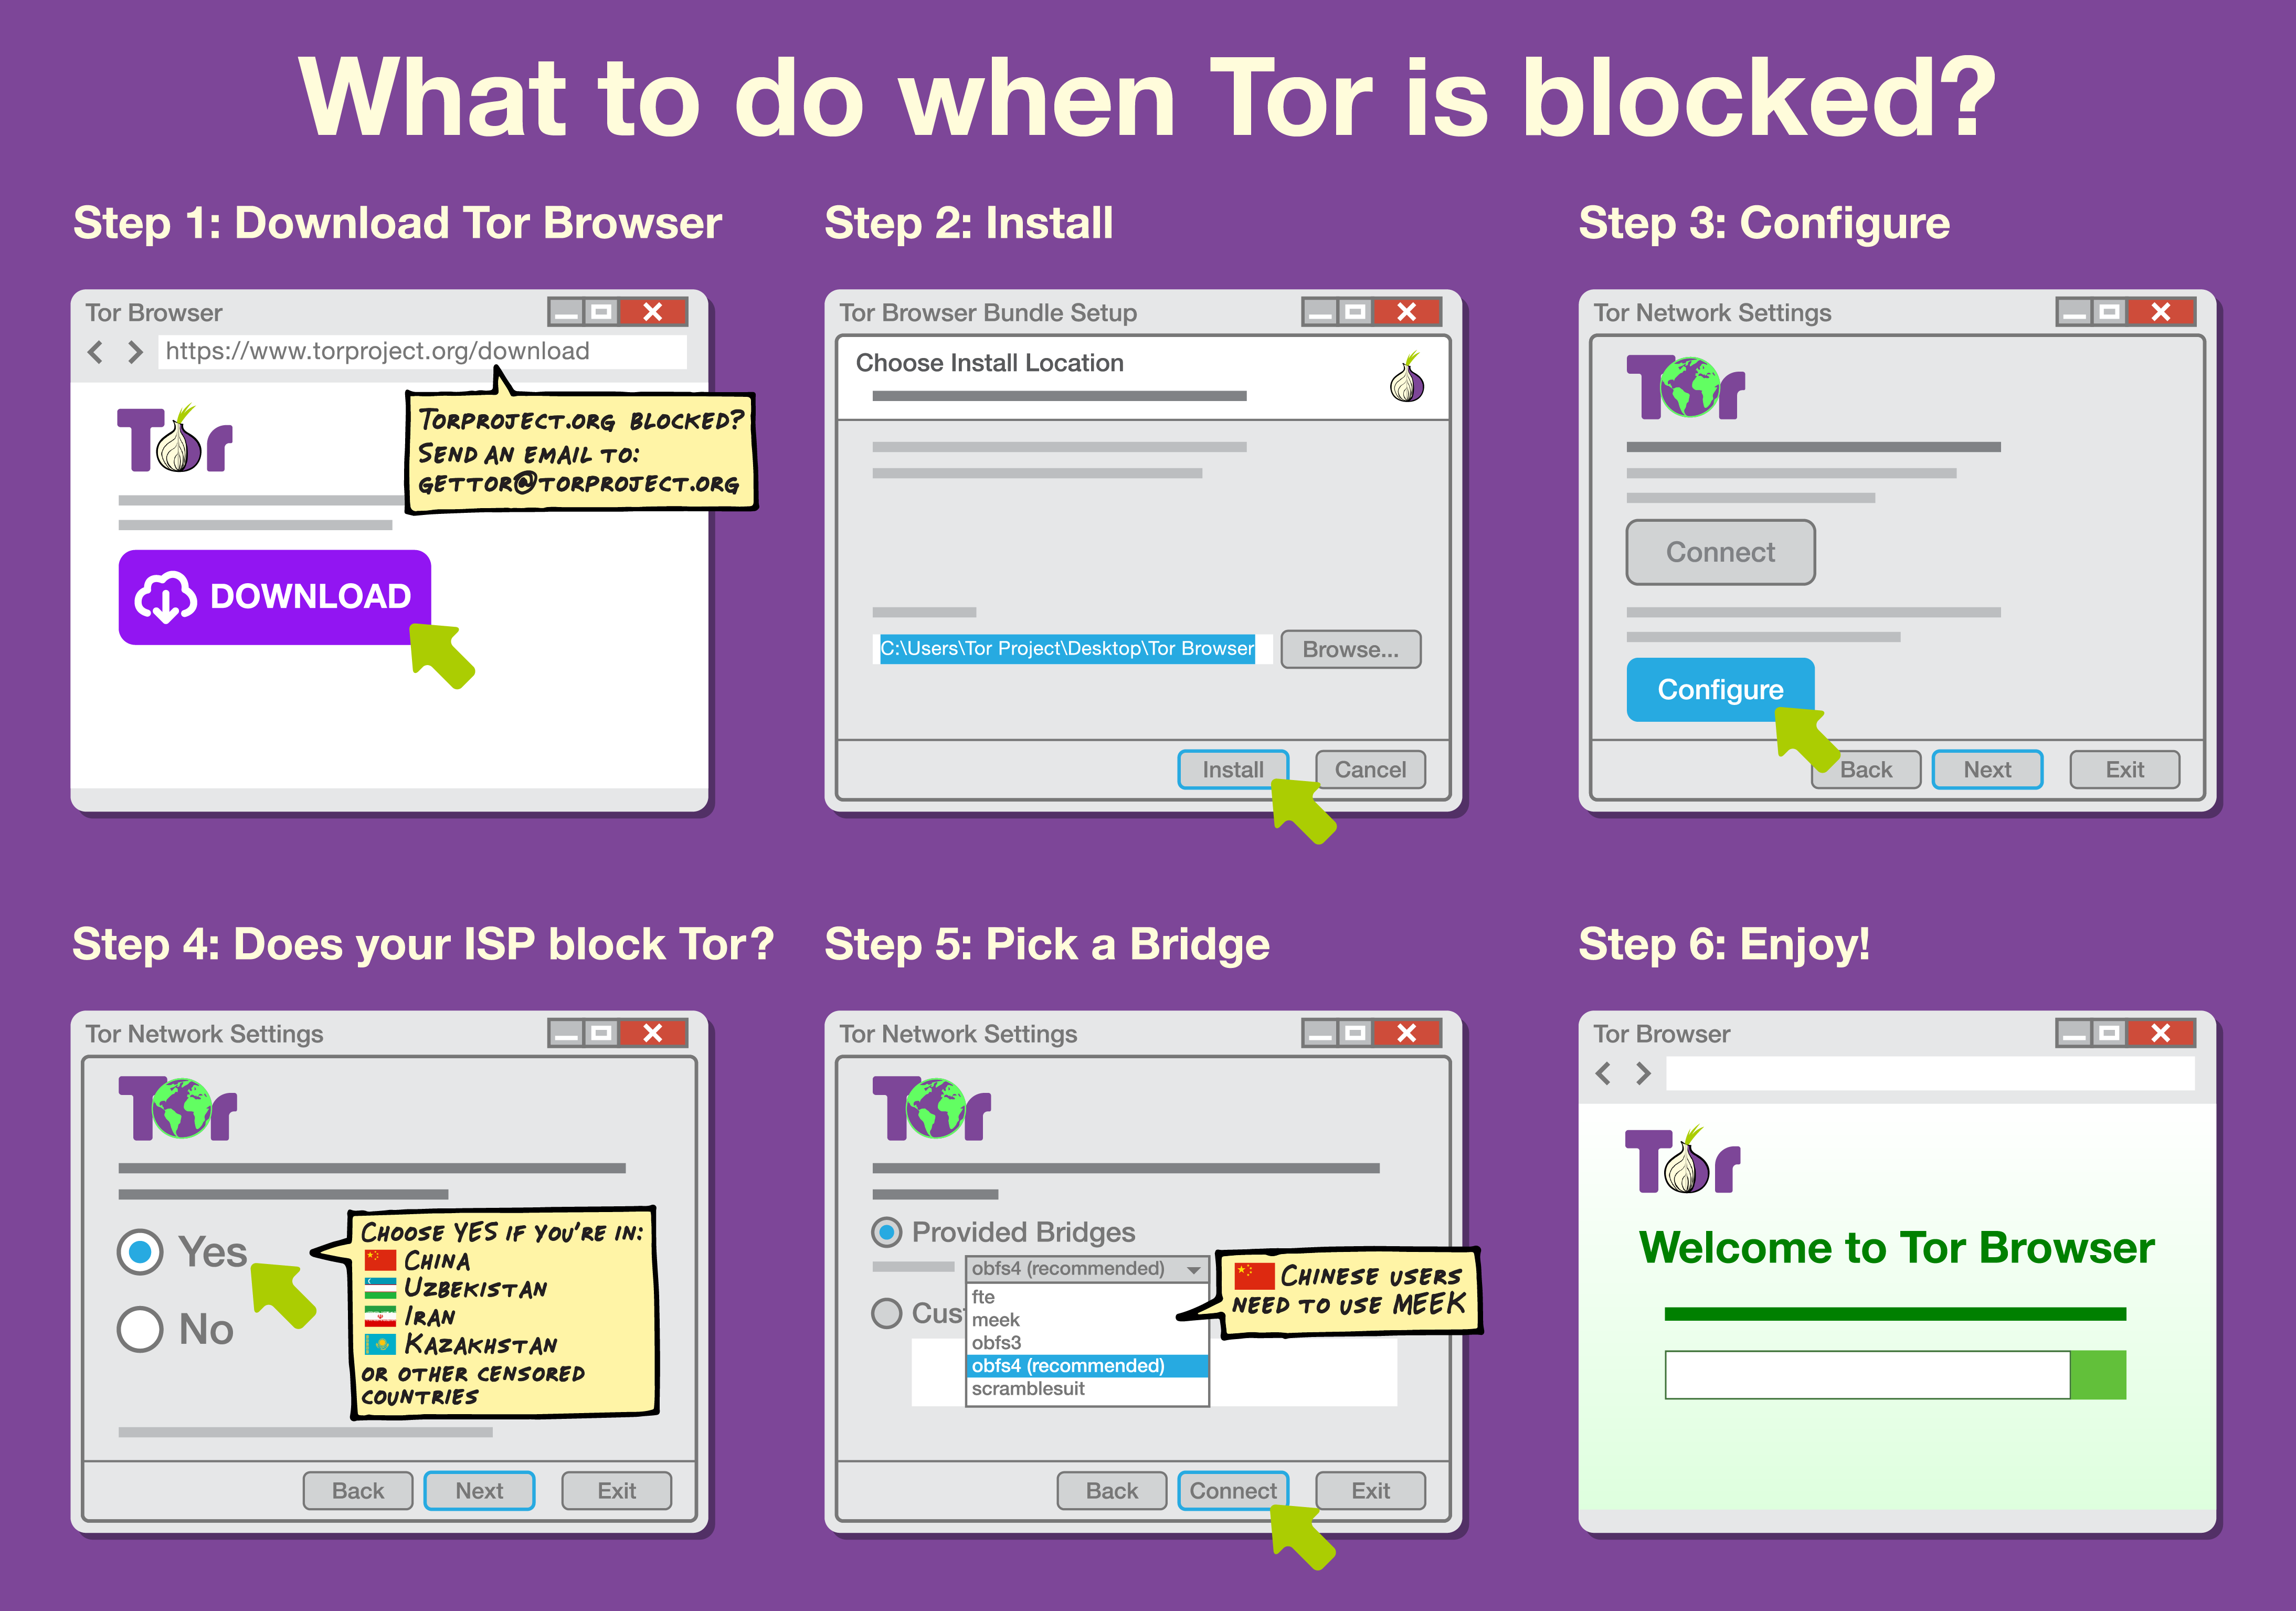 What to do when Tor is blocked?
Step 1: Download Tor Browser
Tor Browser
https://www.torproject.org/download
Tor
TORPROJECT.ORG BLOCKED?
SEND AN EMAIL TO:
GETTOR@TORPROJECT.ORG
DOWNLOAD
Step 2: Install
Tor Browser Bundle Setup
Choose Install Location
C:\Users\Tor Project\Desktop\Tor Browser
Browse...
Install
Cancel
Step 3: Configure
Tor Network Settings
Tor
Connect
Configure
Back
Next
Exit
Step 4: Does your ISP block Tor?
Tor Network Settings
Tor
Yes
No
CHOOSE YES IF YOU'RE IN:
CHINA
UZBEKISTAN
IRAN
KAZAKHSTAN
OR OTHER CENSORED
COUNTRIES
Back
Next
Exit
Step 5: Pick a Bridge
Tor Network Settings
Tor
Provided Bridges
obfs4 (recommended)
Cus
fte
meek
obfs3
obfs4 (recommended)
scramblesuit
CHINESE USERS
NEED TO USE MEEK
Back
Connect
Exit
Step 6: Enjoy!
Tor Browser
Tor
Welcome to Tor Browser